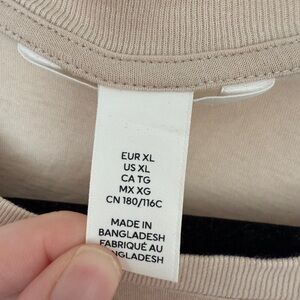 EUR XL
US XL
CA TG
MX XG
CN 180/116C
MADE IN
BANGLADESH
FABRIQUÉ AU
BANGLADESH